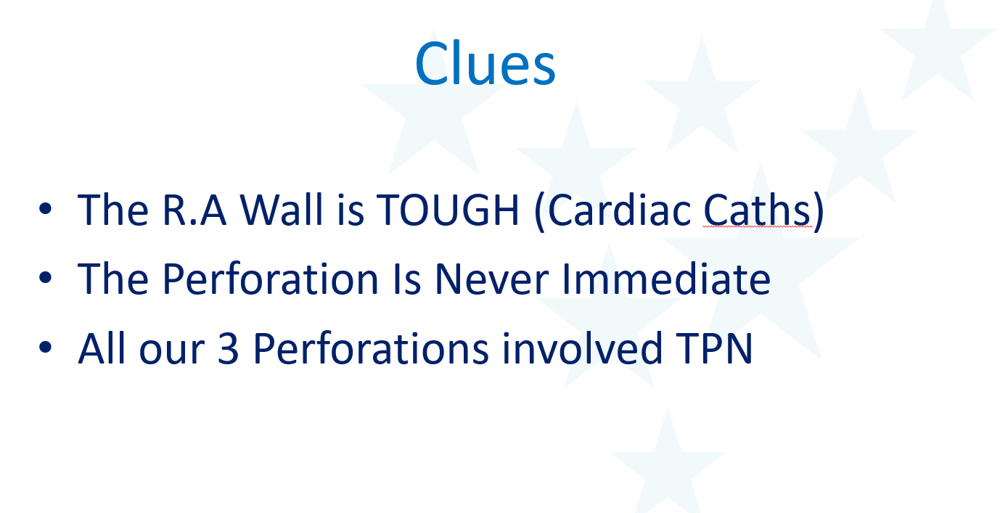 Clues
• The R.A Wall is TOUGH (Cardiac Caths)
• The Perforation Is Never Immediate
• All our 3 Perforations involved TPN